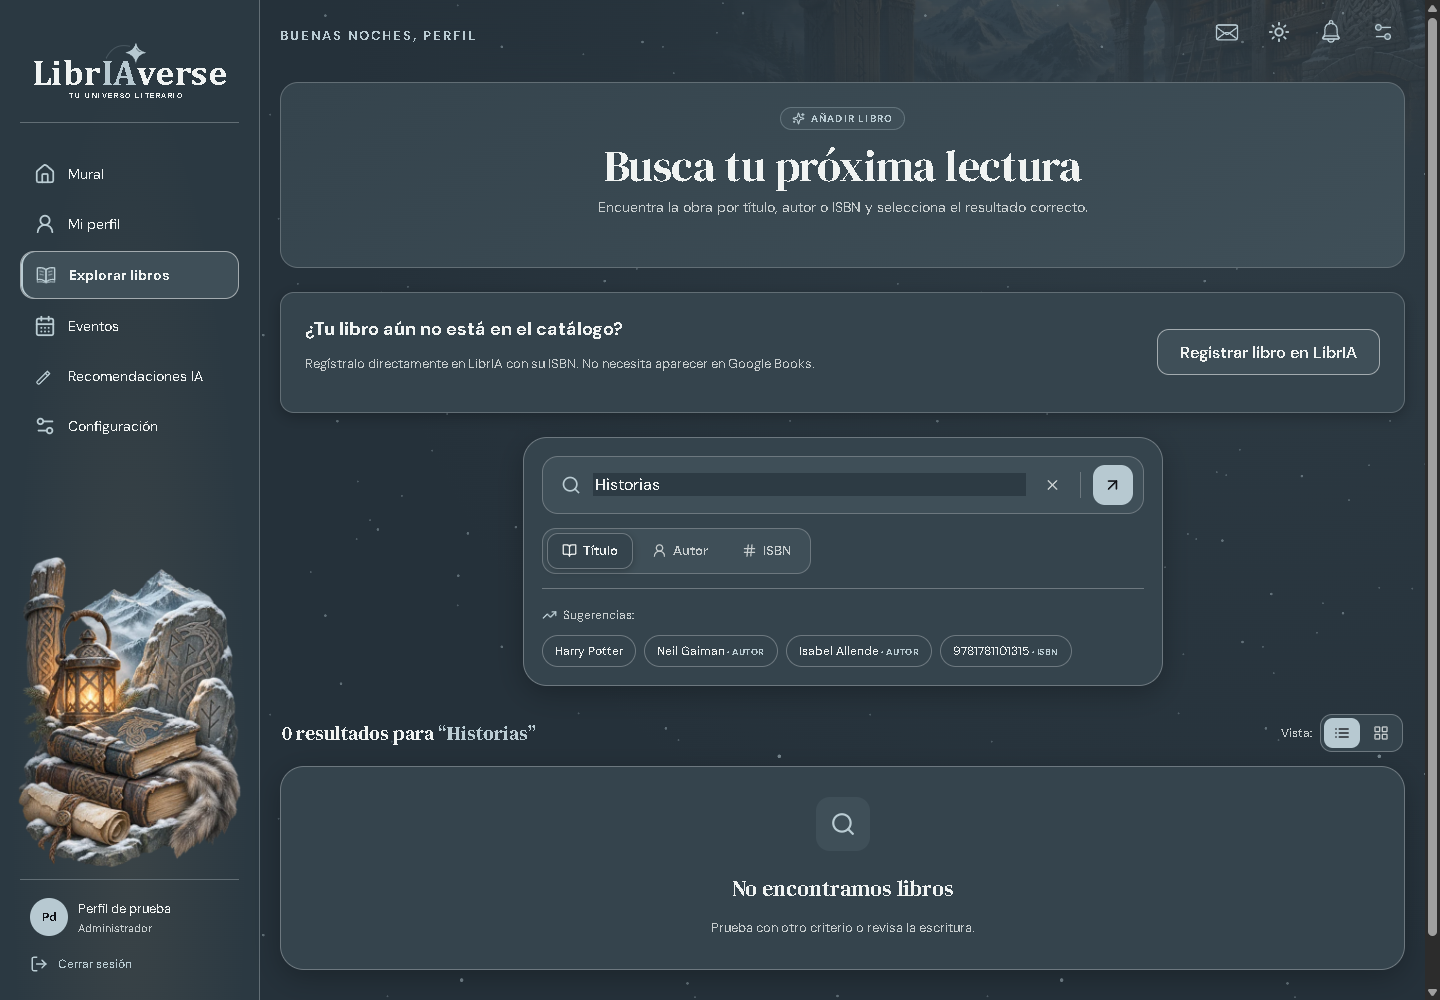 LibrIAverse
TU UNIVERSO LITERARIO
Mural
Mi perfil
Explorar libros
Eventos
Recomendaciones IA
Configuración
Pd
Perfil de prueba
Administrador
Cerrar sesión
BUENAS NOCHES, PERFIL
AÑADIR LIBRO
Busca tu próxima lectura
Encuentra la obra por título, autor o ISBN y selecciona el resultado correcto.
¿Tu libro aún no está en el catálogo?
Regístralo directamente en LibrIA con su ISBN. No necesita aparecer en Google Books.
Registrar libro en LibrIA
Historias
Título Autor ISBN
Sugerencias:
Harry Potter Neil Gaiman · AUTOR Isabel Allende · AUTOR 9781781101315 · ISBN
0 resultados para “Historias”
Vista:
No encontramos libros
Prueba con otro criterio o revisa la escritura.